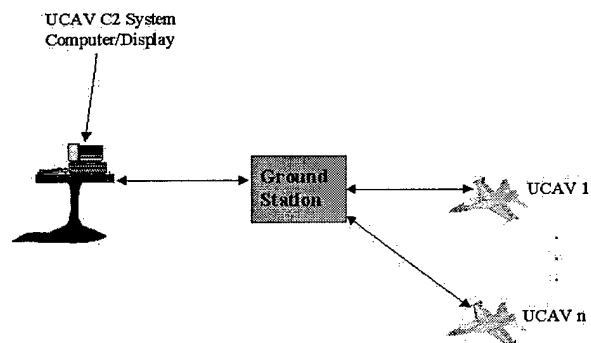 UCAV C2 System
Computer/Display
Ground
Station
UCAV 1
UCAV n